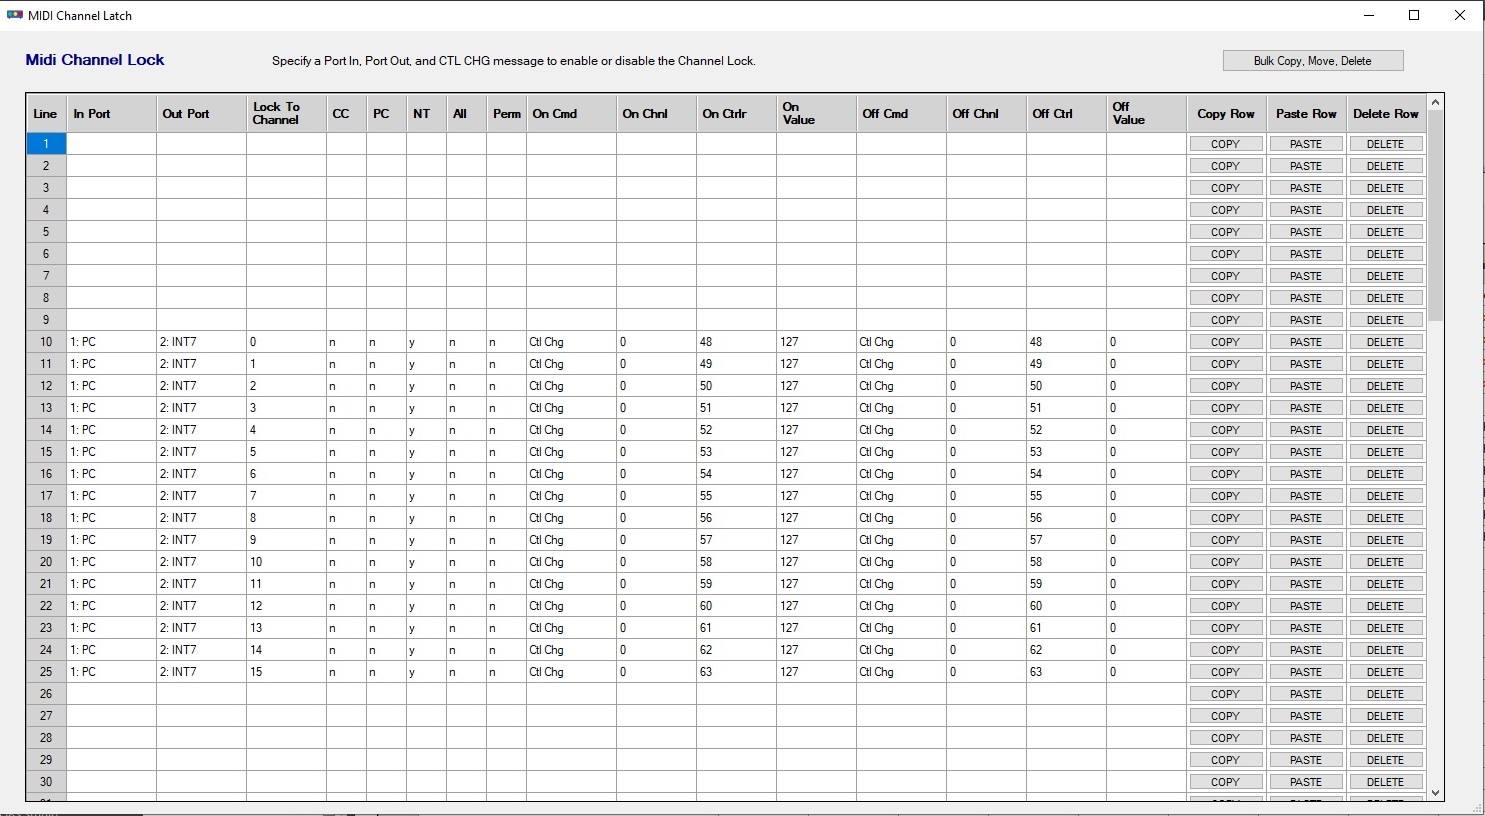 MIDI Channel Latch
Midi Channel Lock Specify a Port In, Port Out, and CTL CHG message to enable or disable the Channel Lock. Bulk Copy, Move, Delete
Line In Port Out Port Lock To Channel CC PC NT All Perm On Cmd On Chnl On Ctrlr On Value Off Cmd Off Chnl Off Ctrl Off Value Copy Row Paste Row Delete Row
1 COPY PASTE DELETE
2 COPY PASTE DELETE
3 COPY PASTE DELETE
4 COPY PASTE DELETE
5 COPY PASTE DELETE
6 COPY PASTE DELETE
7 COPY PASTE DELETE
8 COPY PASTE DELETE
9 COPY PASTE DELETE
10 1: PC 2: INT7 0 n n y n n Ctl Chg 0 48 127 Ctl Chg 0 48 0 COPY PASTE DELETE
11 1: PC 2: INT7 1 n n y n n Ctl Chg 0 49 127 Ctl Chg 0 49 0 COPY PASTE DELETE
12 1: PC 2: INT7 2 n n y n n Ctl Chg 0 50 127 Ctl Chg 0 50 0 COPY PASTE DELETE
13 1: PC 2: INT7 3 n n y n n Ctl Chg 0 51 127 Ctl Chg 0 51 0 COPY PASTE DELETE
14 1: PC 2: INT7 4 n n y n n Ctl Chg 0 52 127 Ctl Chg 0 52 0 COPY PASTE DELETE
15 1: PC 2: INT7 5 n n y n n Ctl Chg 0 53 127 Ctl Chg 0 53 0 COPY PASTE DELETE
16 1: PC 2: INT7 6 n n y n n Ctl Chg 0 54 127 Ctl Chg 0 54 0 COPY PASTE DELETE
17 1: PC 2: INT7 7 n n y n n Ctl Chg 0 55 127 Ctl Chg 0 55 0 COPY PASTE DELETE
18 1: PC 2: INT7 8 n n y n n Ctl Chg 0 56 127 Ctl Chg 0 56 0 COPY PASTE DELETE
19 1: PC 2: INT7 9 n n y n n Ctl Chg 0 57 127 Ctl Chg 0 57 0 COPY PASTE DELETE
20 1: PC 2: INT7 10 n n y n n Ctl Chg 0 58 127 Ctl Chg 0 58 0 COPY PASTE DELETE
21 1: PC 2: INT7 11 n n y n n Ctl Chg 0 59 127 Ctl Chg 0 59 0 COPY PASTE DELETE
22 1: PC 2: INT7 12 n n y n n Ctl Chg 0 60 127 Ctl Chg 0 60 0 COPY PASTE DELETE
23 1: PC 2: INT7 13 n n y n n Ctl Chg 0 61 127 Ctl Chg 0 61 0 COPY PASTE DELETE
24 1: PC 2: INT7 14 n n y n n Ctl Chg 0 62 127 Ctl Chg 0 62 0 COPY PASTE DELETE
25 1: PC 2: INT7 15 n n y n n Ctl Chg 0 63 127 Ctl Chg 0 63 0 COPY PASTE DELETE
26 COPY PASTE DELETE
27 COPY PASTE DELETE
28 COPY PASTE DELETE
29 COPY PASTE DELETE
30 COPY PASTE DELETE